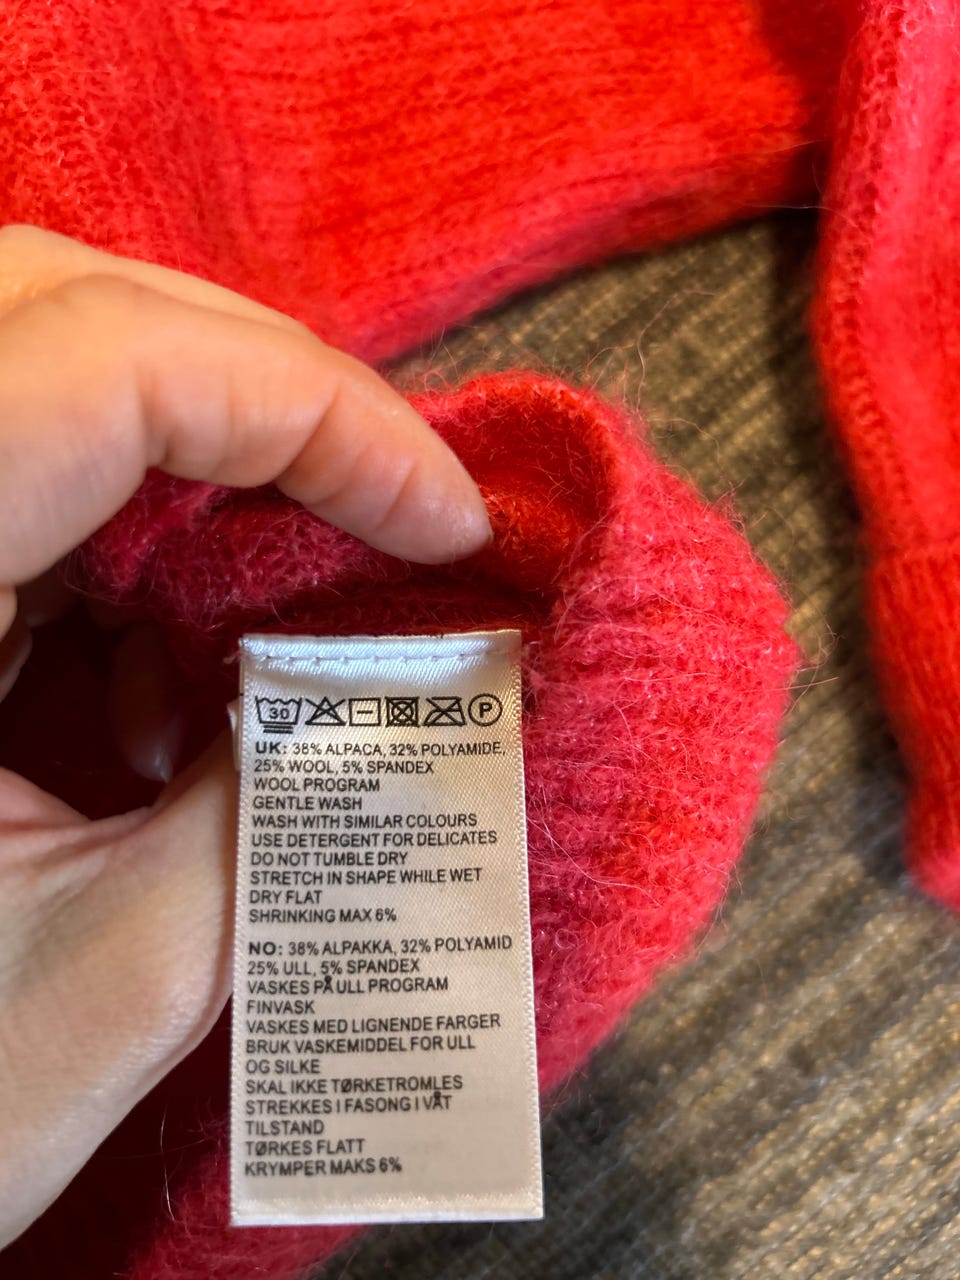 30 P
UK: 38% ALPACA, 32% POLYAMIDE,
25% WOOL, 5% SPANDEX
WOOL PROGRAM
GENTLE WASH
WASH WITH SIMILAR COLOURS
USE DETERGENT FOR DELICATES
DO NOT TUMBLE DRY
STRETCH IN SHAPE WHILE WET
DRY FLAT
SHRINKING MAX 6%
NO: 38% ALPAKKA, 32% POLYAMID
25% ULL, 5% SPANDEX
VASKES PÅ ULL PROGRAM
FINVASK
VASKES MED LIGNENDE FARGER
BRUK VASKEMIDDEL FOR ULL
OG SILKE
SKAL IKKE TØRKETROMLES
STREKKES I FASONG I VÅT
TILSTAND
TØRKES FLATT
KRYMPER MAKS 6%